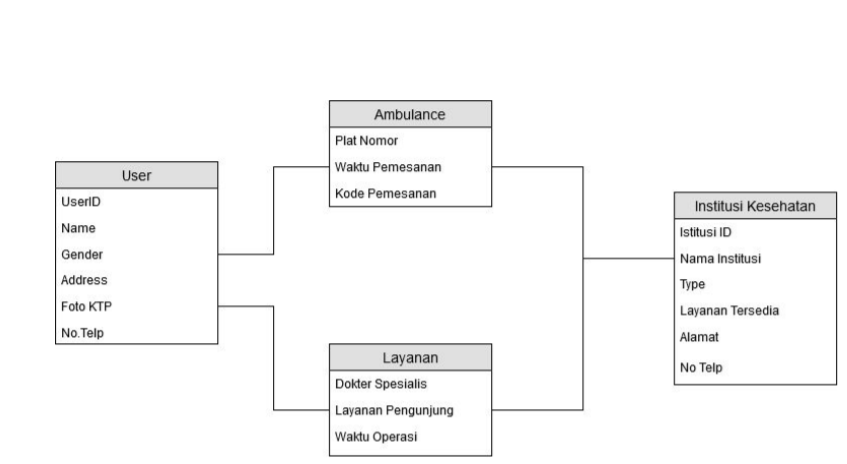 User
UserID
Name
Gender
Address
Foto KTP
No.Telp
Ambulance
Plat Nomor
Waktu Pemesanan
Kode Pemesanan
Layanan
Dokter Spesialis
Layanan Pengunjung
Waktu Operasi
Institusi Kesehatan
Istitusi ID
Nama Institusi
Type
Layanan Tersedia
Alamat
No Telp